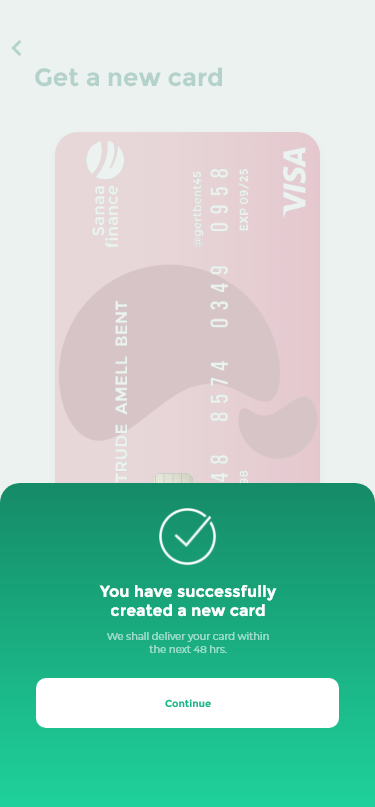 Get a new card
Sanaa
finance
@gertbent45
0958
EXP 09/25
VISA
0349
8574
48
98
TRUDE AMELL BENT
You have successfully
created a new card
We shall deliver your card within
the next 48 hrs.
Continue